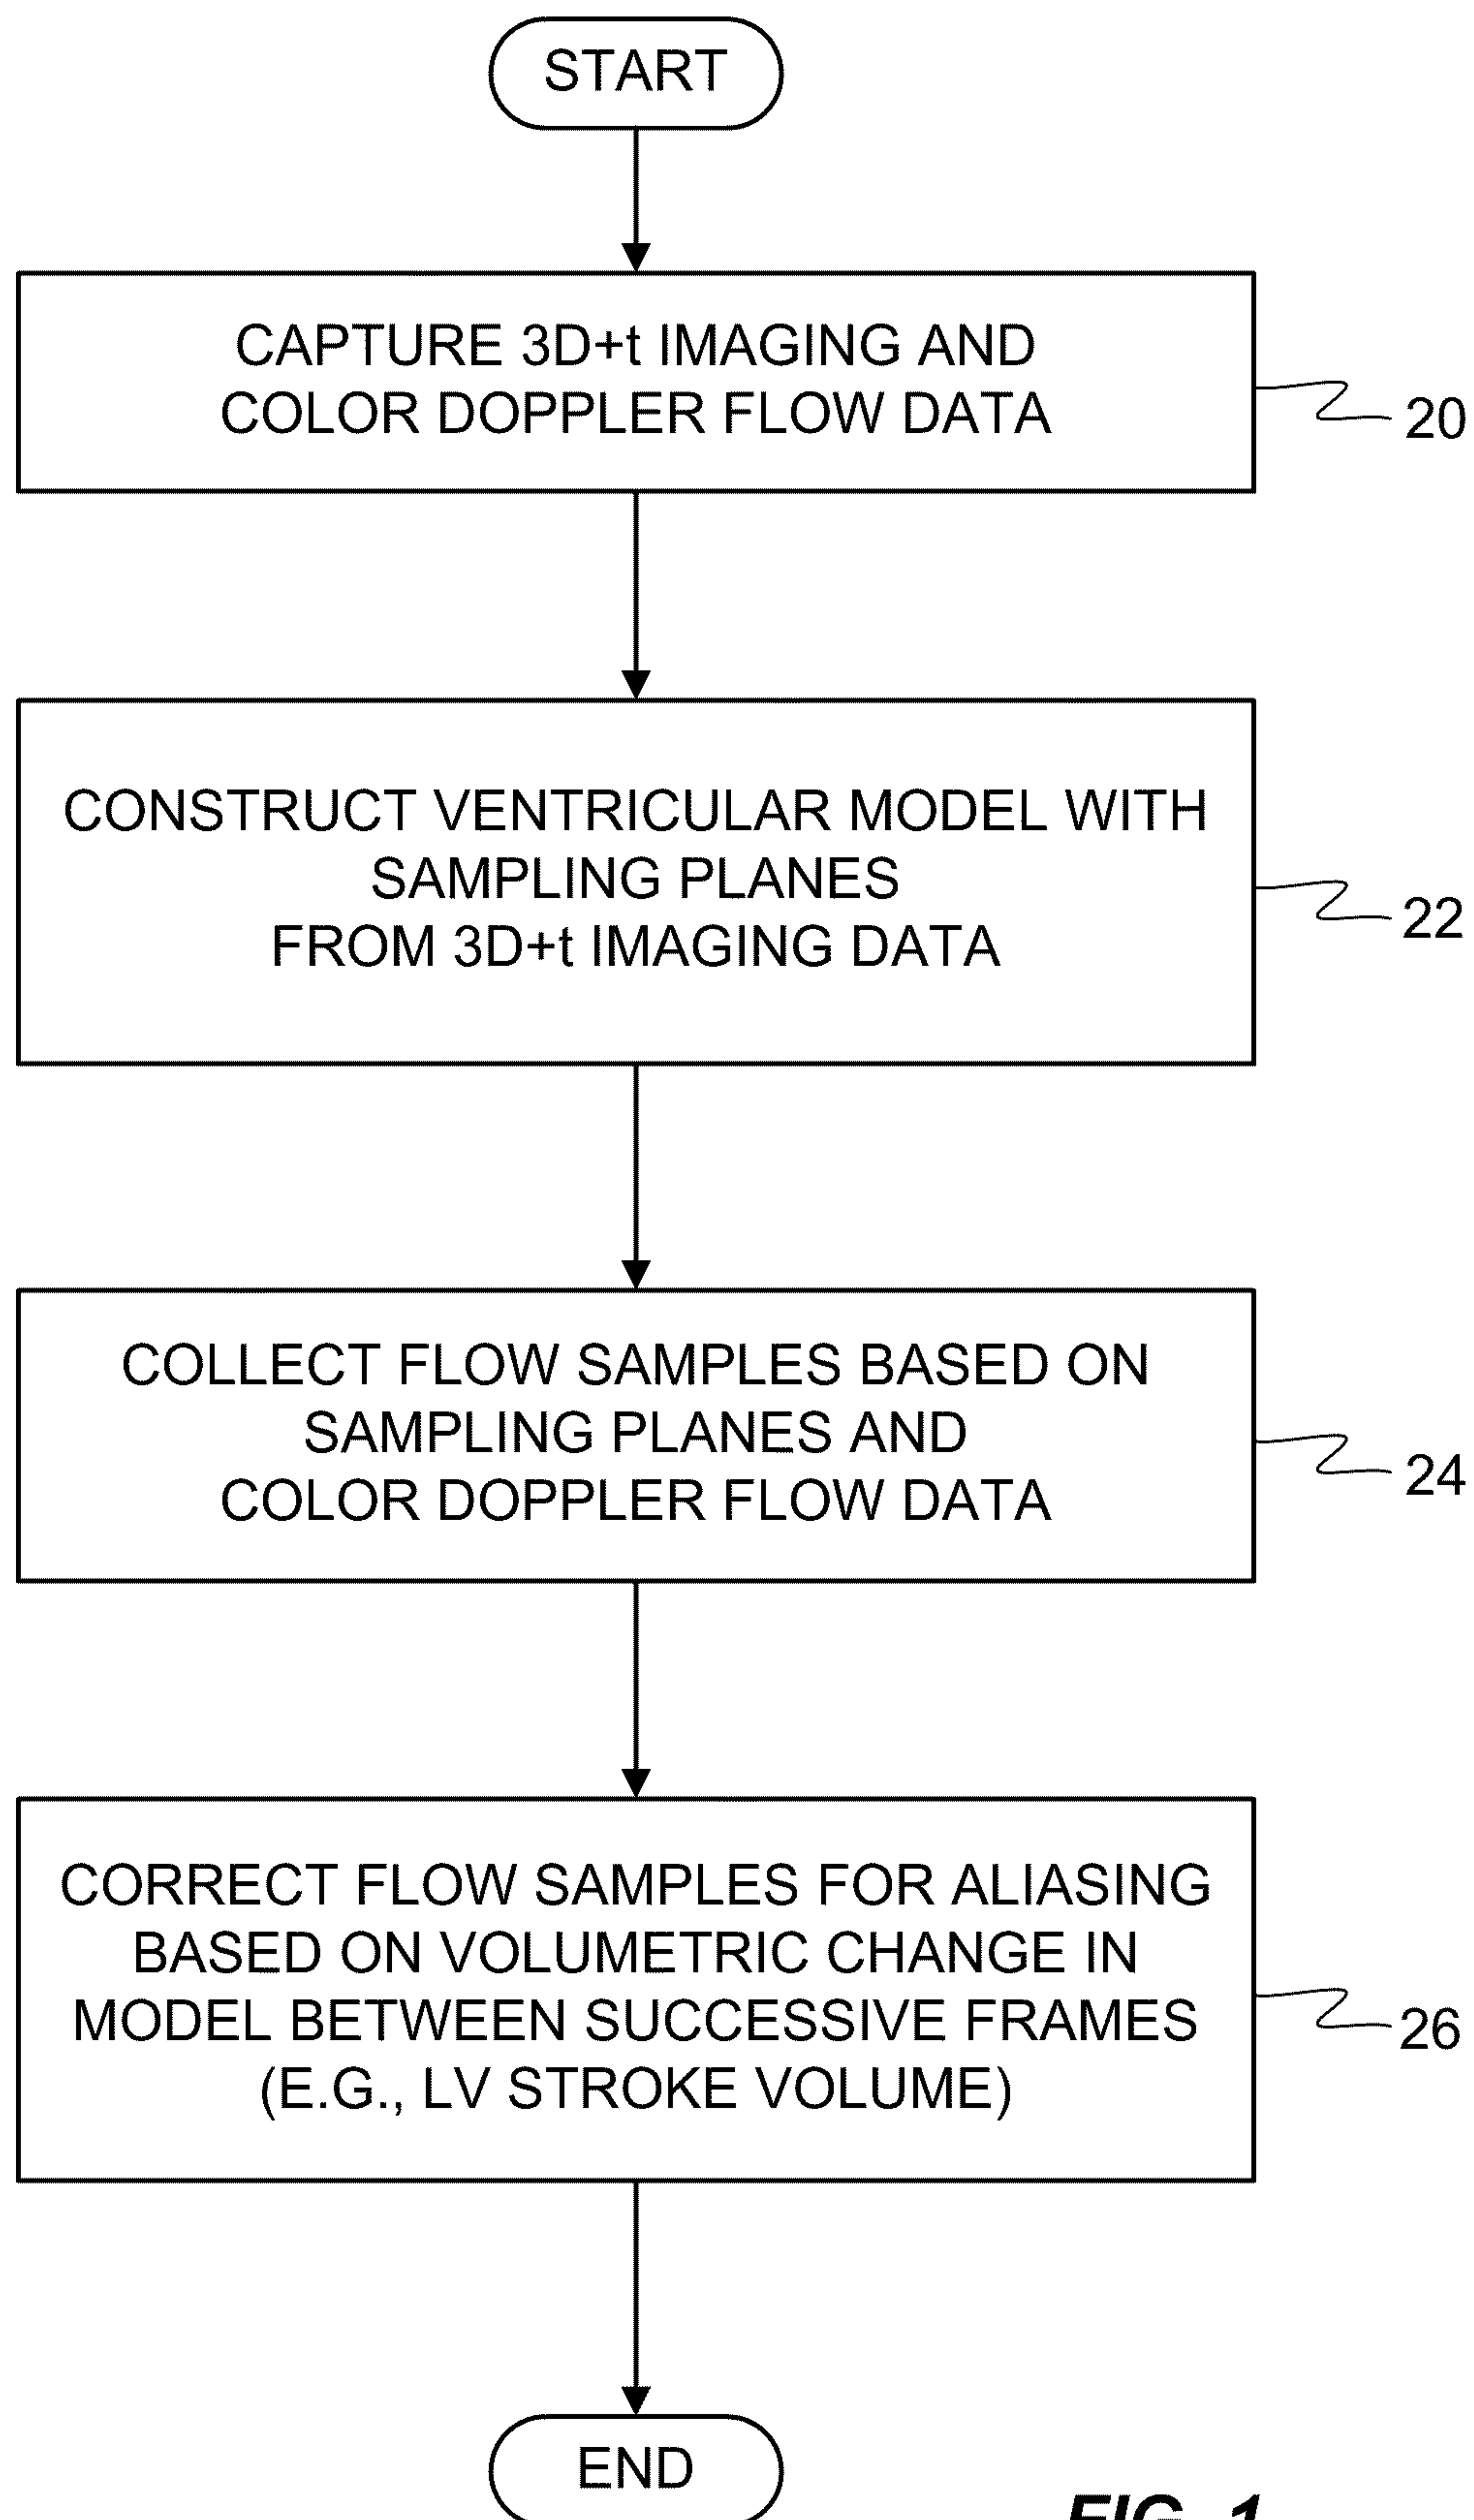 START
CAPTURE 3D+t IMAGING AND
COLOR DOPPLER FLOW DATA
20
CONSTRUCT VENTRICULAR MODEL WITH
SAMPLING PLANES
FROM 3D+t IMAGING DATA
22
COLLECT FLOW SAMPLES BASED ON
SAMPLING PLANES AND
COLOR DOPPLER FLOW DATA
24
CORRECT FLOW SAMPLES FOR ALIASING
BASED ON VOLUMETRIC CHANGE IN
MODEL BETWEEN SUCCESSIVE FRAMES
(E.G., LV STROKE VOLUME)
26
END
FIG. 1